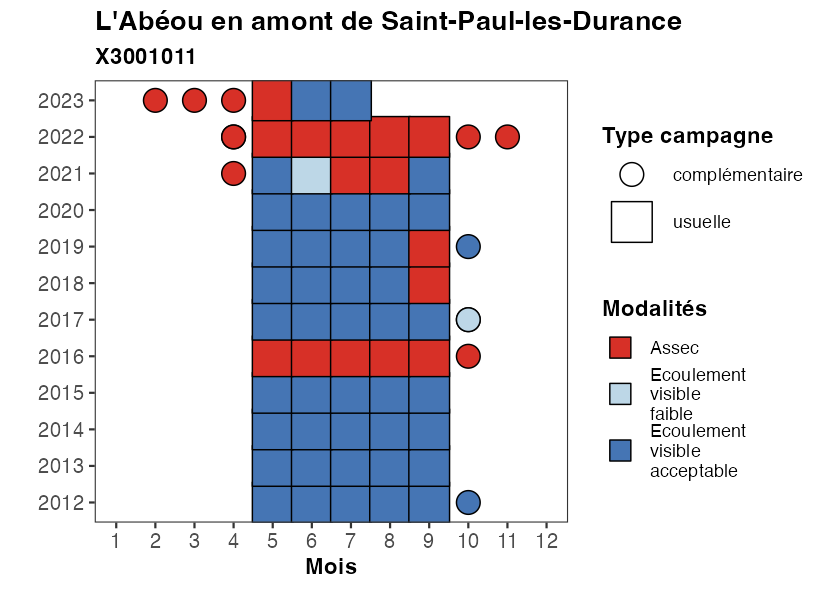 L'Abéou en amont de Saint-Paul-les-Durance
X3001011
2023
2022
2021
2020
2019
2018
2017
2016
2015
2014
2013
2012
1 2 3 4 5 6 7 8 9 10 11 12
Mois
Type campagne
complémentaire
usuelle
Modalités
Assec
Ecoulement
visible
faible
Ecoulement
visible
acceptable